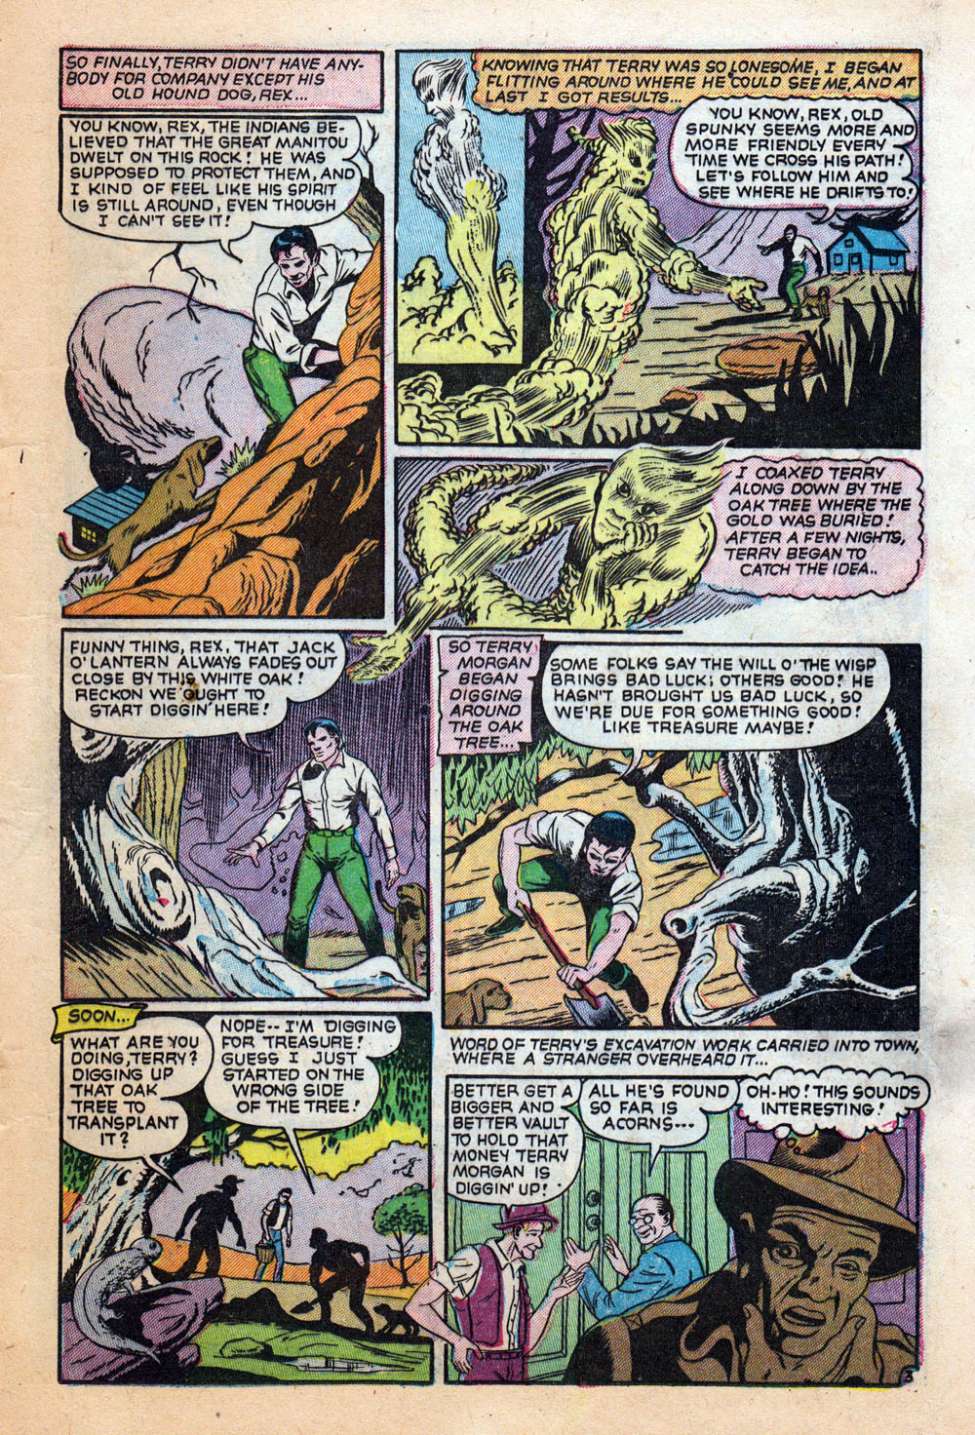 SO FINALLY, TERRY DIDN'T HAVE ANY-
BODY FOR COMPANY EXCEPT HIS
OLD HOUND DOG, REX...
YOU KNOW, REX, THE INDIANS BE-
LIEVED THAT THE GREAT MANITOU
DWELT ON THIS ROCK! HE WAS
SUPPOSED TO PROTECT THEM, AND
I KIND OF FEEL LIKE HIS SPIRIT
IS STILL AROUND, EVEN THOUGH
I CAN'T SEE IT!
KNOWING THAT TERRY WAS SO LONESOME, I BEGAN
FLITTING AROUND WHERE HE COULD SEE ME, AND AT
LAST I GOT RESULTS...
YOU KNOW, REX, OLD
SPUNKY SEEMS MORE AND
MORE FRIENDLY EVERY
TIME WE CROSS HIS PATH!
LET'S FOLLOW HIM AND
SEE WHERE HE DRIFTS TO!
I COAXED TERRY
ALONG DOWN BY THE
OAK TREE WHERE THE
GOLD WAS BURIED!
AFTER A FEW NIGHTS,
TERRY BEGAN TO
CATCH THE IDEA..
FUNNY THING, REX, THAT JACK
O'LANTERN ALWAYS FADES OUT
CLOSE BY THIS WHITE OAK!
RECKON WE OUGHT TO
START DIGGIN' HERE!
SO TERRY
MORGAN
BEGAN
DIGGING
AROUND
THE OAK
TREE...
SOME FOLKS SAY THE WILL O' THE WISP
BRINGS BAD LUCK; OTHERS GOOD! HE
HASN'T BROUGHT US BAD LUCK, SO
WE'RE DUE FOR SOMETHING GOOD!
LIKE TREASURE MAYBE!
SOON...
WHAT ARE YOU
DOING, TERRY?
DIGGING UP
THAT OAK
TREE TO
TRANSPLANT
IT?
NOPE-- I'M DIGGING
FOR TREASURE!
GUESS I JUST
STARTED ON THE
WRONG SIDE
OF THE TREE!
WORD OF TERRY'S EXCAVATION WORK CARRIED INTO TOWN,
WHERE A STRANGER OVERHEARD IT...
BETTER GET A
BIGGER AND
BETTER VAULT
TO HOLD THAT
MONEY TERRY
MORGAN IS
DIGGIN' UP!
ALL HE'S FOUND
SO FAR IS
ACORNS---
OH-HO! THIS SOUNDS
INTERESTING!
3